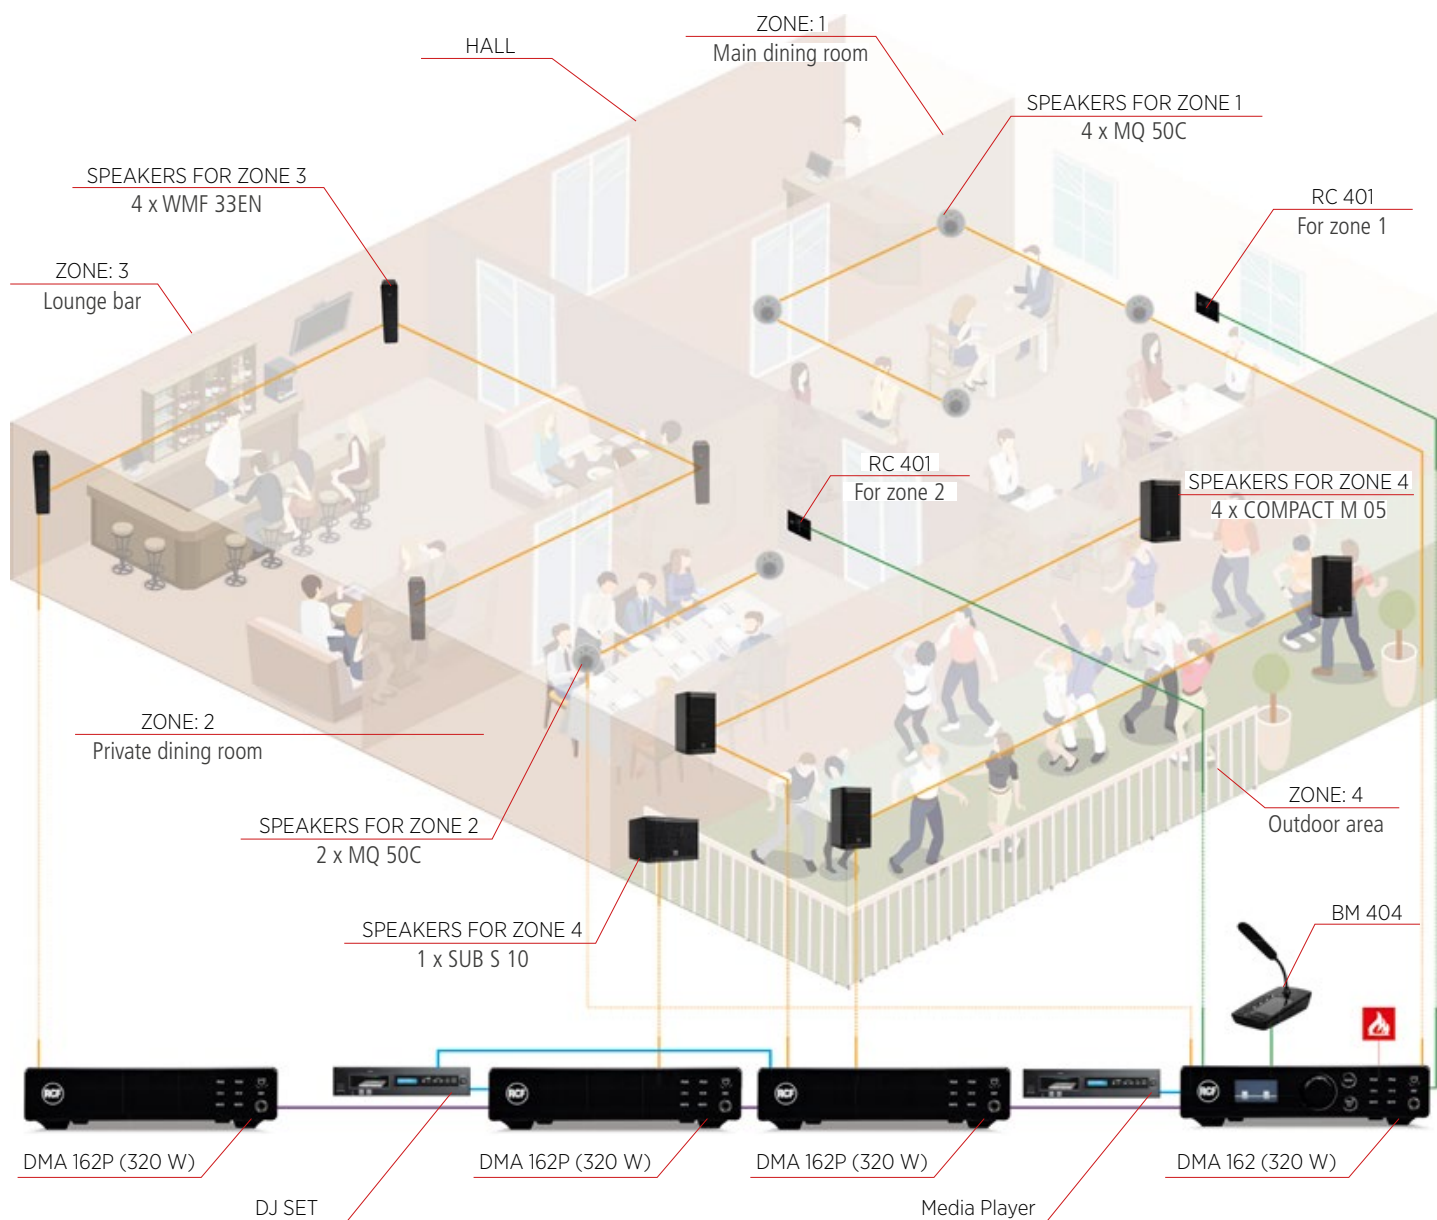 ZONE: 1
Main dining room
HALL
SPEAKERS FOR ZONE 1
4 x MQ 50C
SPEAKERS FOR ZONE 3
4 x WMF 33EN
RC 401
For zone 1
ZONE: 3
Lounge bar
RC 401
For zone 2
SPEAKERS FOR ZONE 4
4 x COMPACT M 05
ZONE: 2
Private dining room
ZONE: 4
Outdoor area
SPEAKERS FOR ZONE 2
2 x MQ 50C
SPEAKERS FOR ZONE 4
1 x SUB S 10
BM 404
RCF
RCF
RCF
RCF
DMA 162P (320 W)
DMA 162P (320 W)
DMA 162P (320 W)
DMA 162 (320 W)
DJ SET
Media Player